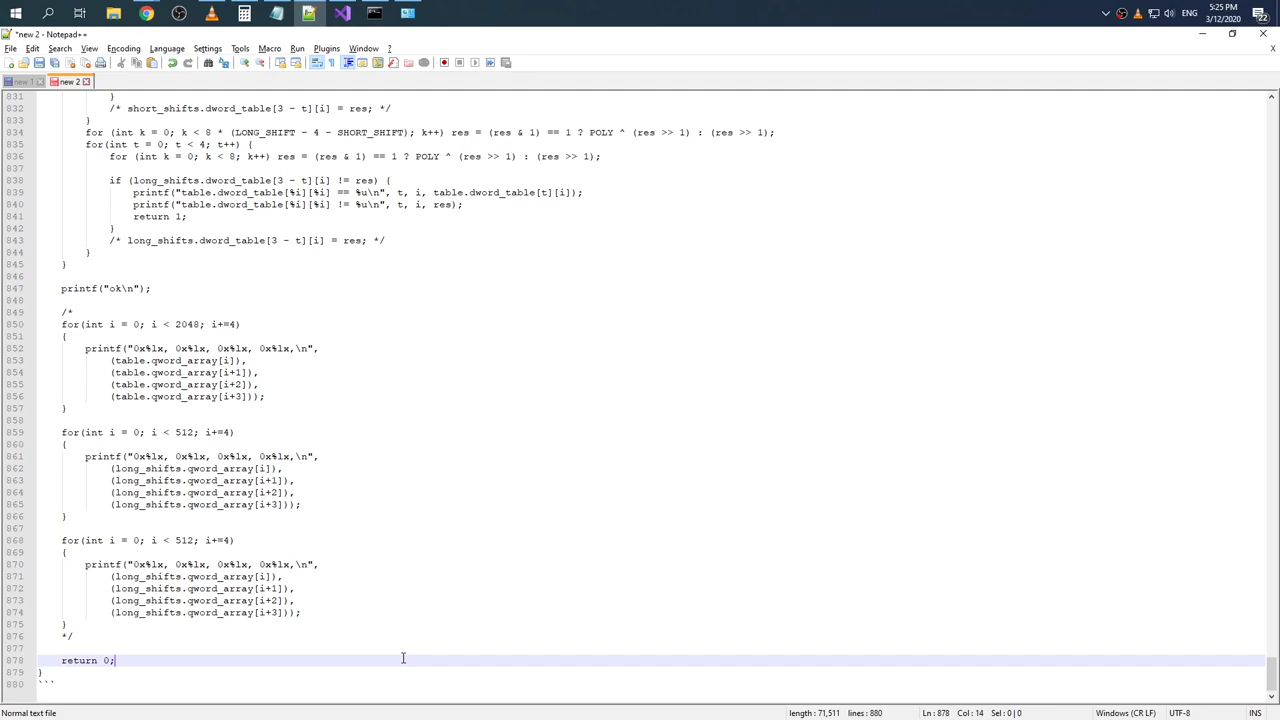 5:25 PM
ENG
3/12/2020
22
*new 2 - Notepad++
File Edit Search View Encoding Language Settings Tools Macro Run Plugins Window ?
X
new 1 new 2
831 }
832 /* short_shifts.dword_table[3 - t][i] = res; */
833 }
834 for (int k = 0; k < 8 * (LONG_SHIFT - 4 - SHORT_SHIFT); k++) res = (res & 1) == 1 ? POLY ^ (res >> 1) : (res >> 1);
835 for(int t = 0; t < 4; t++) {
836 for (int k = 0; k < 8; k++) res = (res & 1) == 1 ? POLY ^ (res >> 1) : (res >> 1);
837
838 if (long_shifts.dword_table[3 - t][i] != res) {
839 printf("table.dword_table[%i][%i] == %u\n", t, i, table.dword_table[t][i]);
840 printf("table.dword_table[%i][%i] != %u\n", t, i, res);
841 return 1;
842 }
843 /* long_shifts.dword_table[3 - t][i] = res; */
844 }
845 }
846
847 printf("ok\n");
848
849 /*
850 for(int i = 0; i < 2048; i+=4)
851 {
852 printf("0x%lx, 0x%lx, 0x%lx, 0x%lx,\n",
853 (table.qword_array[i]),
854 (table.qword_array[i+1]),
855 (table.qword_array[i+2]),
856 (table.qword_array[i+3]));
857 }
858
859 for(int i = 0; i < 512; i+=4)
860 {
861 printf("0x%lx, 0x%lx, 0x%lx, 0x%lx,\n",
862 (long_shifts.qword_array[i]),
863 (long_shifts.qword_array[i+1]),
864 (long_shifts.qword_array[i+2]),
865 (long_shifts.qword_array[i+3]));
866 }
867
868 for(int i = 0; i < 512; i+=4)
869 {
870 printf("0x%lx, 0x%lx, 0x%lx, 0x%lx,\n",
871 (long_shifts.qword_array[i]),
872 (long_shifts.qword_array[i+1]),
873 (long_shifts.qword_array[i+2]),
874 (long_shifts.qword_array[i+3]));
875 }
876 */
877
878 return 0;
879 }
880 ```
Normal text file length : 71,511 lines : 880 Ln : 878 Col : 14 Sel : 0 | 0 Windows (CR LF) UTF-8 INS